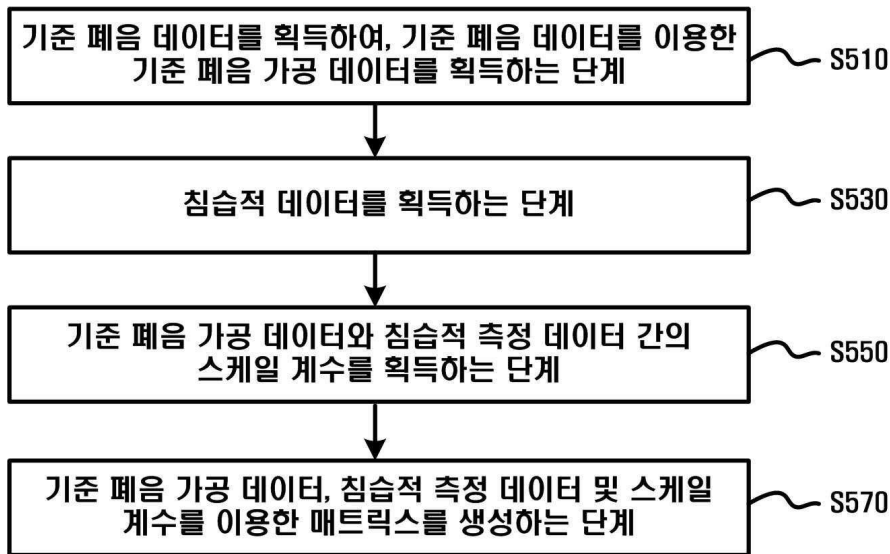 기준 폐음 데이터를 획득하여, 기준 폐음 데이터를 이용한
기준 폐음 가공 데이터를 획득하는 단계
S510
침습적 데이터를 획득하는 단계
S530
기준 폐음 가공 데이터와 침습적 측정 데이터 간의
스케일 계수를 획득하는 단계
S550
기준 폐음 가공 데이터, 침습적 측정 데이터 및 스케일
계수를 이용한 매트릭스를 생성하는 단계
S570